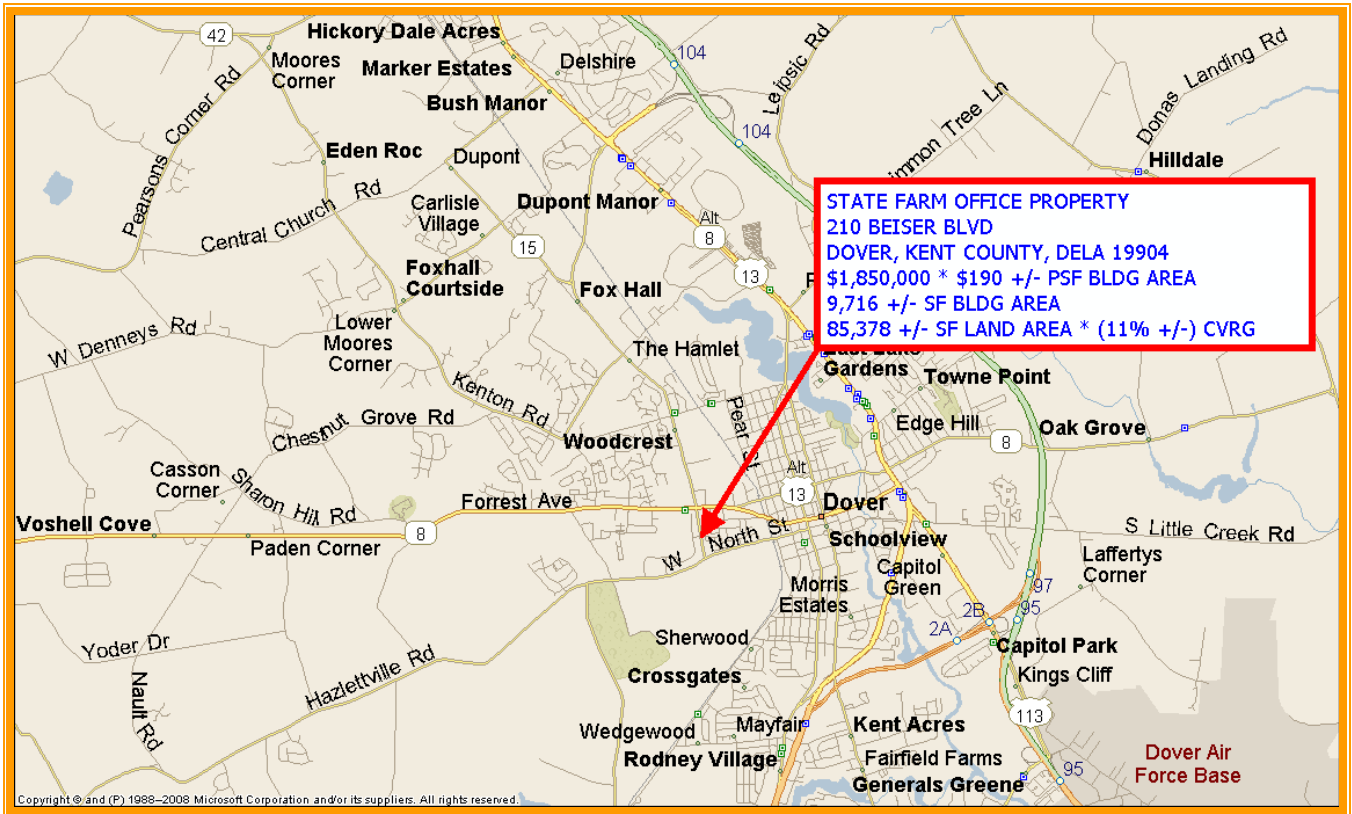 42
Hickory Dale Acres
104
Moores
Corner
Marker Estates
Delshire
Leipsic Rd
Donas Landing Rd
Bush Manor
Pearsons Corner Rd
104
immon Tree Ln
Eden Roc
Dupont
Hilldale
Central Church Rd
Carlisle
Village
Dupont Manor
Alt
8
15
13
STATE FARM OFFICE PROPERTY
210 BEISER BLVD
DOVER, KENT COUNTY, DELA 19904
$1,850,000 * $190 +/- PSF BLDG AREA
9,716 +/- SF BLDG AREA
85,378 +/- SF LAND AREA * (11% +/-) CVRG
Foxhall
Courtside
Fox Hall
W Denneys Rd
Lower
Moores
Corner
The Hamlet
East Lake
Gardens
Towne Point
Kenton Rd
Pear St
Chestnut Grove Rd
Edge Hill
8
Oak Grove
Woodcrest
Casson
Corner
Sharon Hill Rd
Alt
13
Forrest Ave
Dover
Voshell Cove
8
Paden Corner
W North St
Schoolview
S Little Creek Rd
Capitol
Green
Laffertys
Corner
Morris
Estates
97
2B
95
2A
Yoder Dr
Sherwood
Capitol Park
Hazlettville Rd
Crossgates
Kings Cliff
Nault Rd
113
Wedgewood
Mayfair
Kent Acres
Rodney Village
Fairfield Farms
Dover Air
Force Base
95
Generals Greene
Copyright © and (P) 1988–2008 Microsoft Corporation and/or its suppliers. All rights reserved.